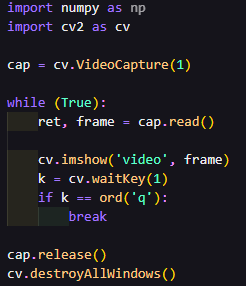 import numpy as np
import cv2 as cv

cap = cv.VideoCapture(1)

while (True):
    ret, frame = cap.read()

    cv.imshow('video', frame)
    k = cv.waitKey(1)
    if k == ord('q'):
        break

cap.release()
cv.destroyAllWindows()